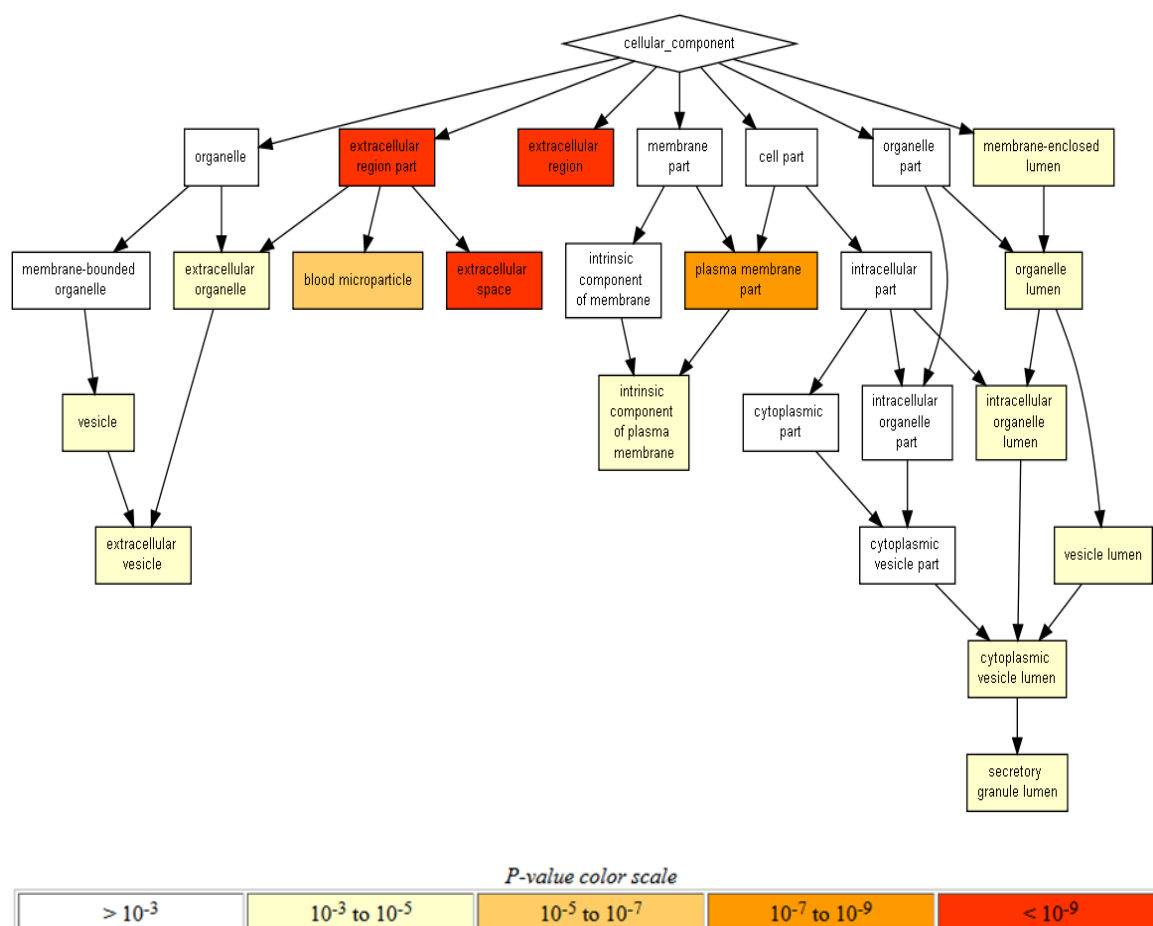 cellular_component
organelle
extracellular
region part
extracellular
region
membrane
part
cell part
organelle
part
membrane-enclosed
lumen
membrane-bounded
organelle
extracellular
organelle
blood microparticle
extracellular
space
intrinsic
component
of membrane
plasma membrane
part
intracellular
part
organelle
lumen
vesicle
intrinsic
component
of plasma
membrane
cytoplasmic
part
intracellular
organelle
part
intracellular
organelle
lumen
extracellular
vesicle
cytoplasmic
vesicle part
vesicle lumen
cytoplasmic
vesicle lumen
secretory
granule lumen
P-value color scale
> 10-3
10-3 to 10-5
10-5 to 10-7
10-7 to 10-9
< 10-9